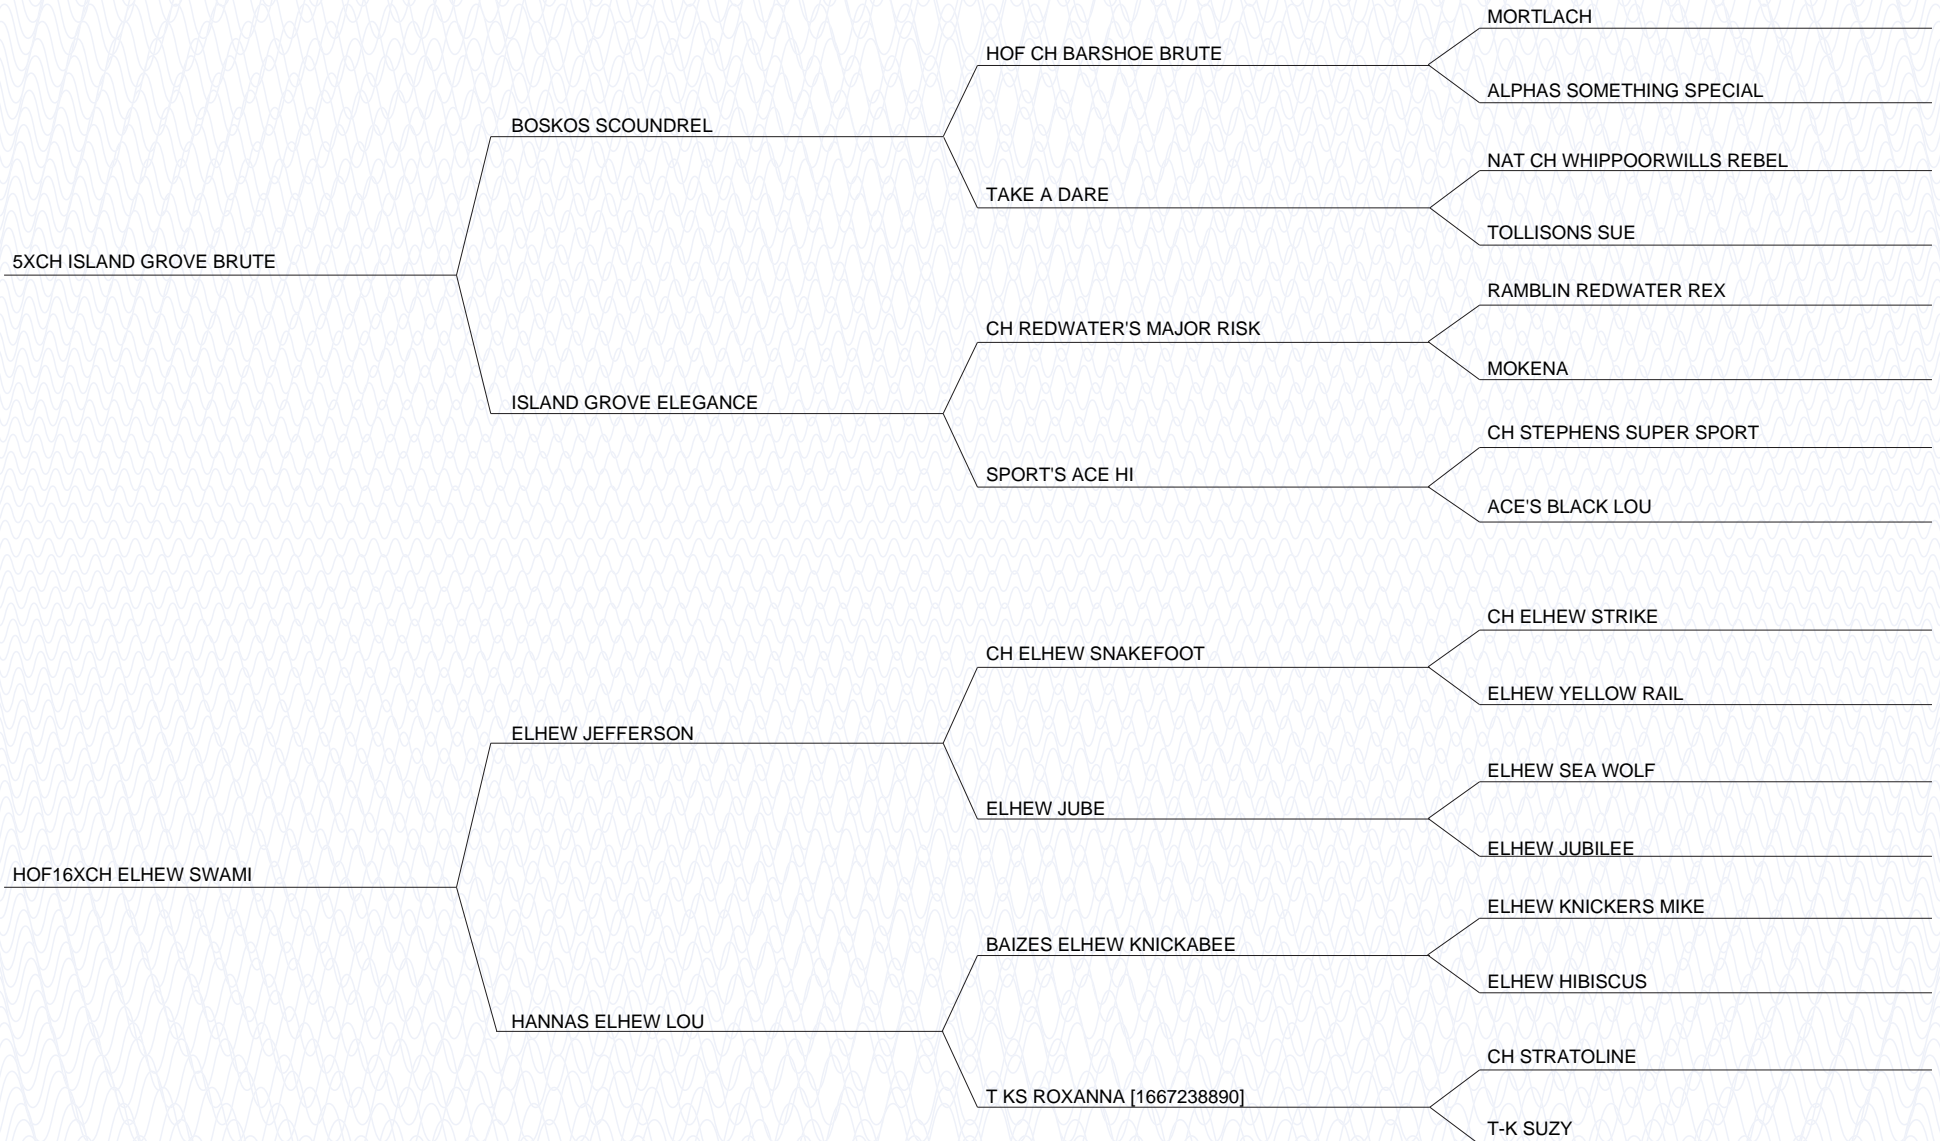 MORTLACH
HOF CH BARSHOE BRUTE
ALPHAS SOMETHING SPECIAL
BOSKOS SCOUNDREL
NAT CH WHIPPOORWILLS REBEL
TAKE A DARE
TOLLISONS SUE
5XCH ISLAND GROVE BRUTE
RAMBLIN REDWATER REX
CH REDWATER'S MAJOR RISK
MOKENA
ISLAND GROVE ELEGANCE
CH STEPHENS SUPER SPORT
SPORT'S ACE HI
ACE'S BLACK LOU
CH ELHEW STRIKE
CH ELHEW SNAKEFOOT
ELHEW YELLOW RAIL
ELHEW JEFFERSON
ELHEW SEA WOLF
ELHEW JUBE
ELHEW JUBILEE
HOF16XCH ELHEW SWAMI
ELHEW KNICKERS MIKE
BAIZES ELHEW KNICKABEE
ELHEW HIBISCUS
HANNAS ELHEW LOU
CH STRATOLINE
T KS ROXANNA [1667238890]
T-K SUZY